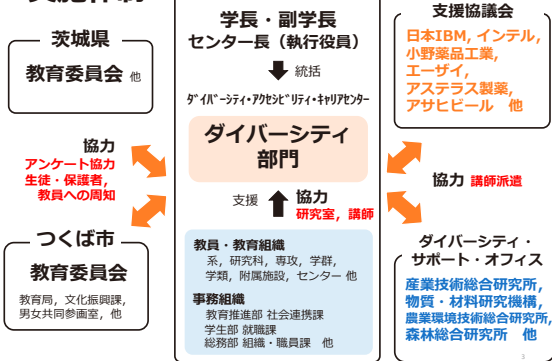 茨城県
教育委員会 他
協力
アンケート協力
生徒・保護者，
教員への周知
つくば市
教育委員会
教育局，文化振興課，
男女共同参画室，他
学長・副学長
センター長（執行役員）
統括
ﾀﾞｲﾊﾞｰｼﾃｨ･ｱｸｾｼﾋﾞﾘﾃｨ･ｷｬﾘｱｾﾝﾀｰ
ダイバーシティ
部門
支援
協力
研究室，講師
教員・教育組織
系，研究科，専攻，学群，
学類，附属施設，センター 他
事務組織
教育推進部 社会連携課
学生部 就職課
総務部 組織・職員課　他
支援協議会
日本IBM，インテル，
小野薬品工業，
エーザイ，
アステラス製薬，
アサヒビール　他
協力 講師派遣
ダイバーシティ・
サポート・オフィス
産業技術総合研究所，
物質・材料研究機構，
農業環境技術総合研究所，
森林総合研究所　他
3